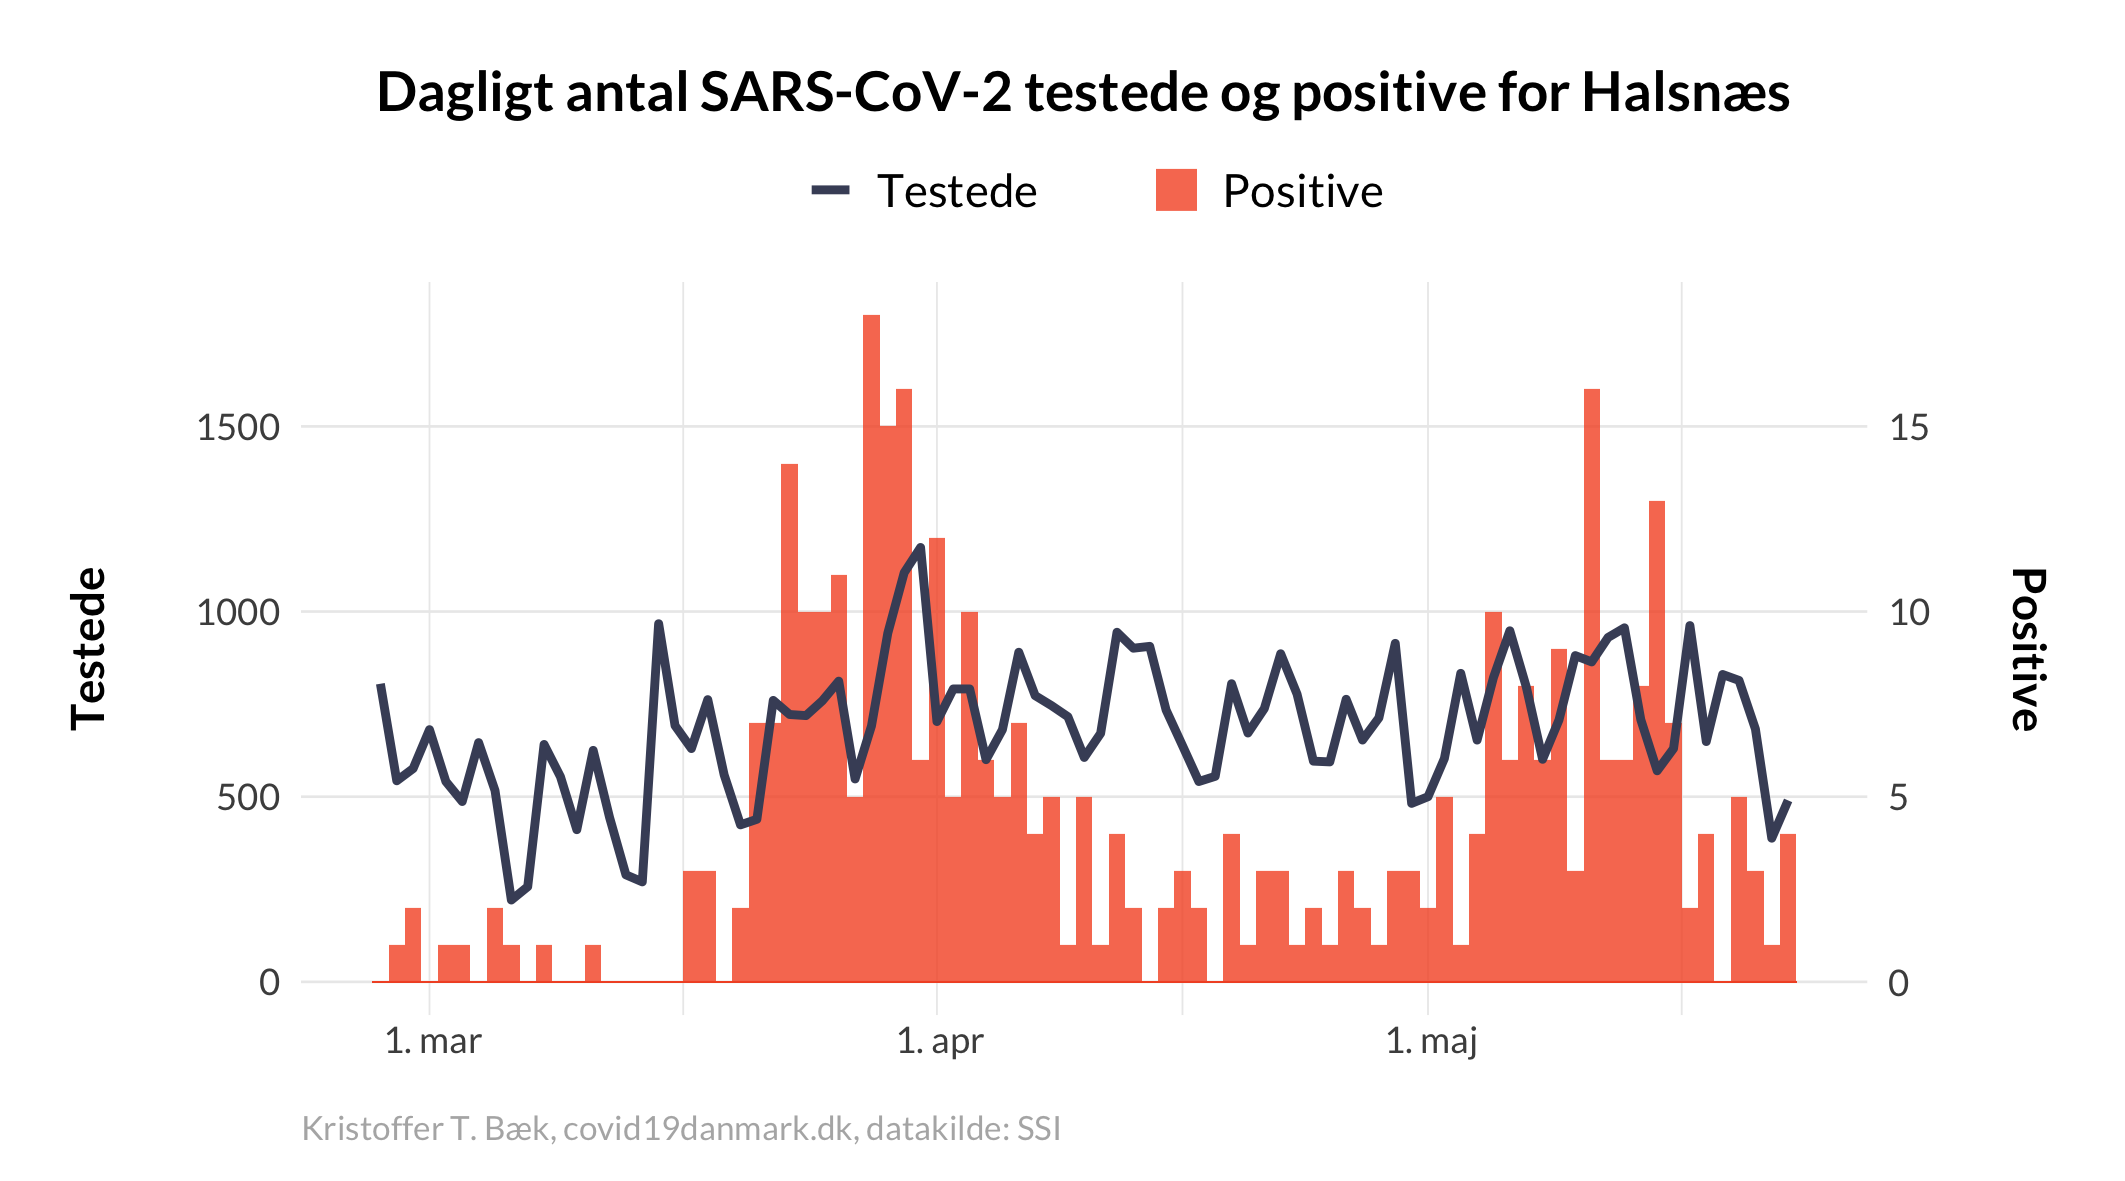 Dagligt antal SARS-CoV-2 testede og positive for Halsnæs
Testede
Positive
1500
1000
500
0
15
10
5
0
Testede
Positive
1. mar
1. apr
1. maj
Kristoffer T. Bæk, covid19danmark.dk, datakilde: SSI